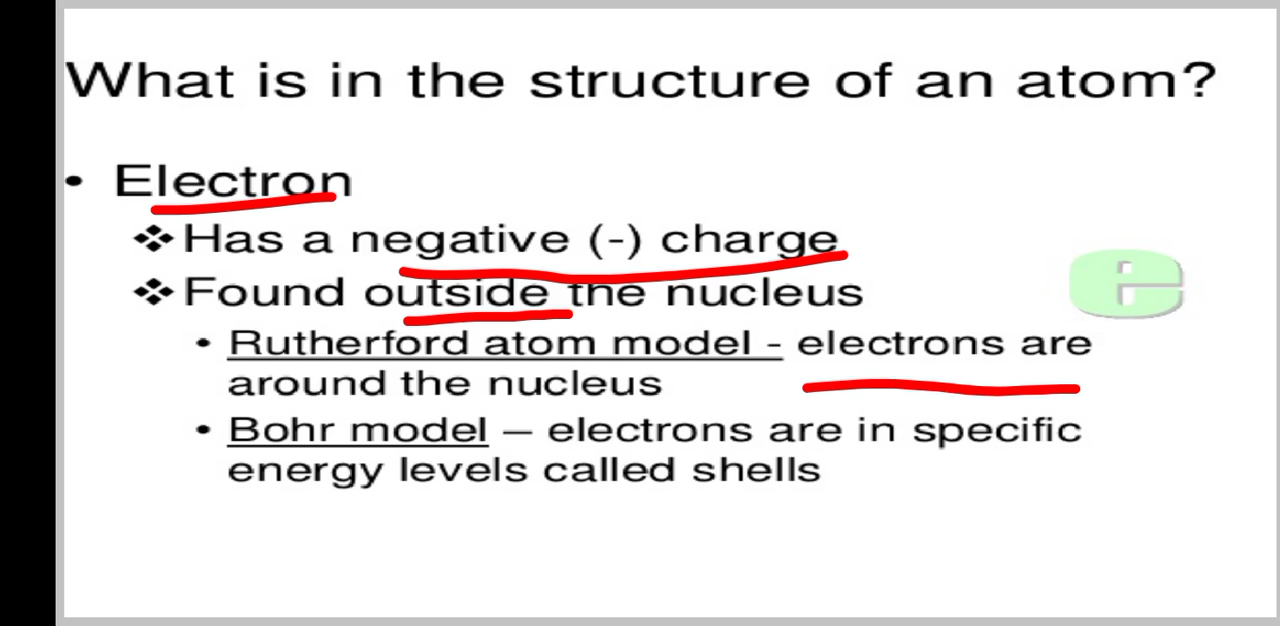 What is in the structure of an atom?
• Electron
❖Has a negative (-) charge
❖Found outside the nucleus
• Rutherford atom model - electrons are
around the nucleus
• Bohr model – electrons are in specific
energy levels called shells
e